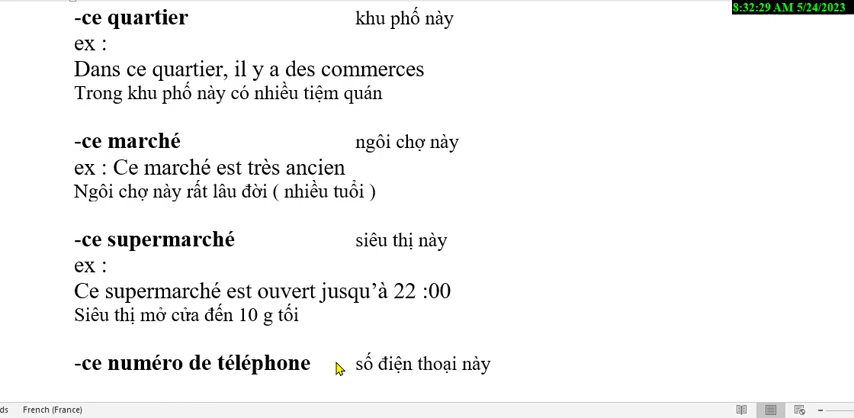 8:32:29 AM 5/24/2023
-ce quartier khu phố này
ex :
Dans ce quartier, il y a des commerces
Trong khu phố này có nhiều tiệm quán
-ce marché ngôi chợ này
ex : Ce marché est très ancien
Ngôi chợ này rất lâu đời ( nhiều tuổi )
-ce supermarché siêu thị này
ex :
Ce supermarché est ouvert jusqu’à 22 :00
Siêu thị mở cửa đến 10 g tối
-ce numéro de téléphone số điện thoại này
ds French (France)